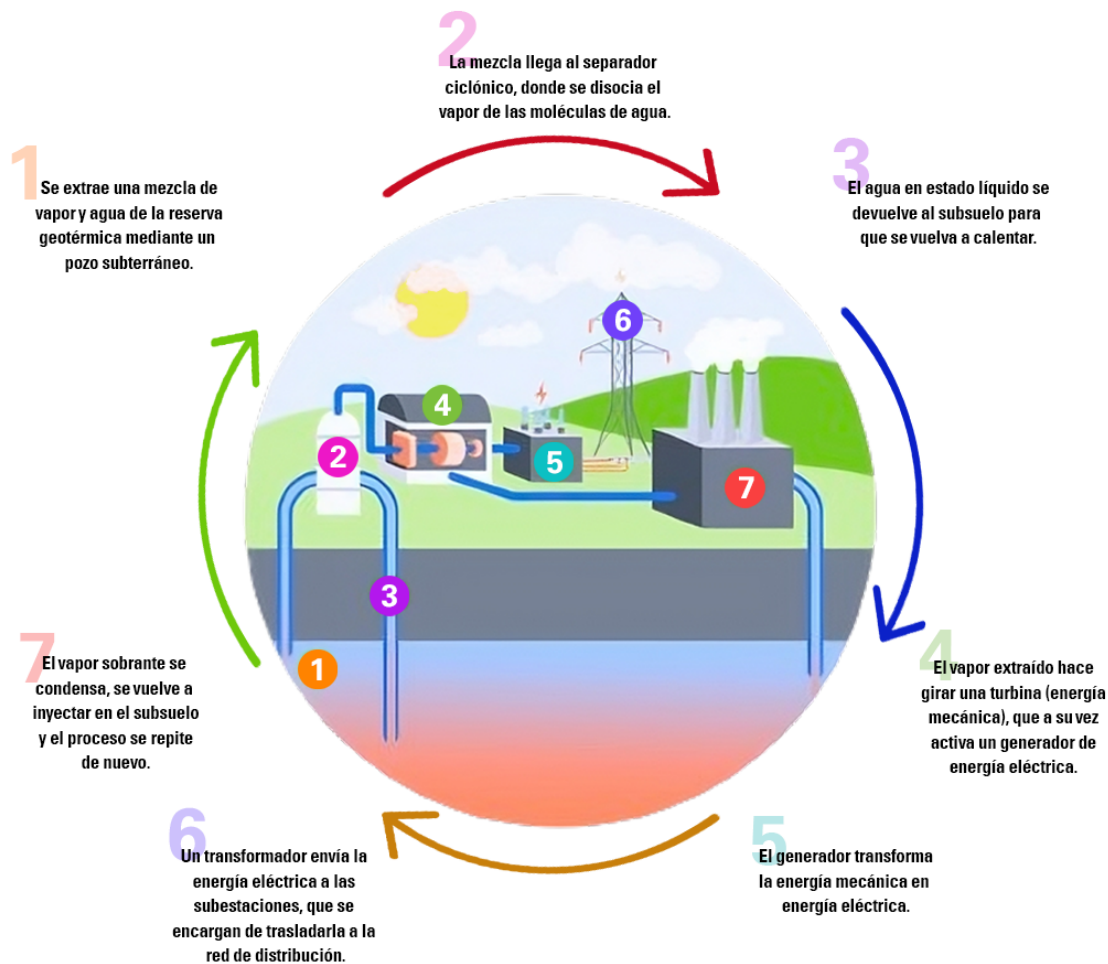 1
Se extrae una mezcla de
vapor y agua de la reserva
geotérmica mediante un
pozo subterráneo.
2
La mezcla llega al separador
ciclónico, donde se disocia el
vapor de las moléculas de agua.
3
El agua en estado líquido se
devuelve al subsuelo para
que se vuelva a calentar.
4
El vapor extraído hace
girar una turbina (energía
mecánica), que a su vez
activa un generador de
energía eléctrica.
5
El generador transforma
la energía mecánica en
energía eléctrica.
6
Un transformador envía la
energía eléctrica a las
subestaciones, que se
encargan de trasladarla a la
red de distribución.
7
El vapor sobrante se
condensa, se vuelve a
inyectar en el subsuelo
y el proceso se repite
de nuevo.
6
4
2
5
7
3
1